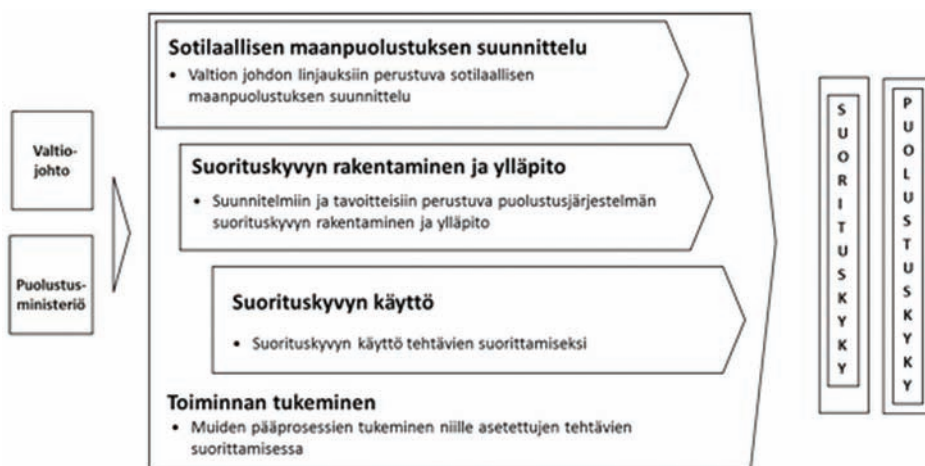 Valtio-
johto
Puolustus-
ministeriö
Sotilaallisen maanpuolustuksen suunnittelu
• Valtion johdon linjauksiin perustuva sotilaallisen
maanpuolustuksen suunnittelu
Suorituskyvyn rakentaminen ja ylläpito
• Suunnitelmiin ja tavoitteisiin perustuva puolustusjärjestelmän
suorituskyvyn rakentaminen ja ylläpito
Suorituskyvyn käyttö
• Suorituskyvyn käyttö tehtävien suorittamiseksi
Toiminnan tukeminen
• Muiden pääprosessien tukeminen niille asetettujen tehtävien
suorittamisessa
SUORITUSKYKY
PUOLUSTUSKYKY